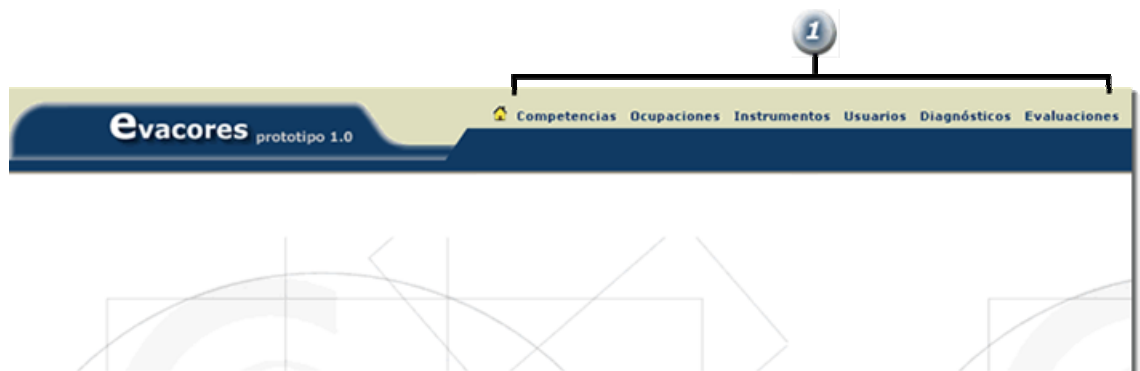 1
evacores prototipo 1.0
Competencias Ocupaciones Instrumentos Usuarios Diagnósticos Evaluaciones